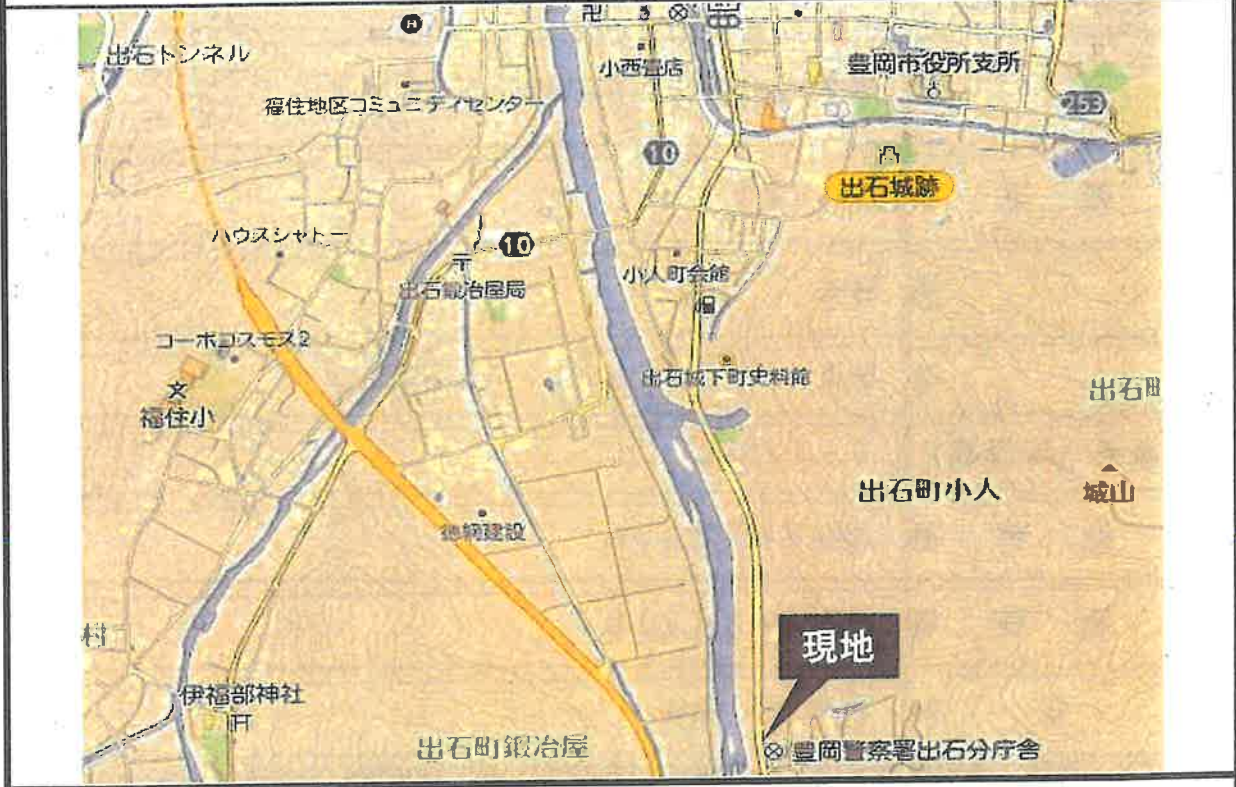 出石トンネル
H
小西畳店
豊岡市役所支所
福住地区コミュニティセンター
253
10
出石城跡
ハウスシャトー
10
出石鍛冶屋局
小人町会館
コーポコスモス2
出石城下町史料館
出石町
福住小
出石町小人
城山
徳網建設
現地
村
伊福部神社
出石町鍛冶屋
豊岡警察署出石分庁舎